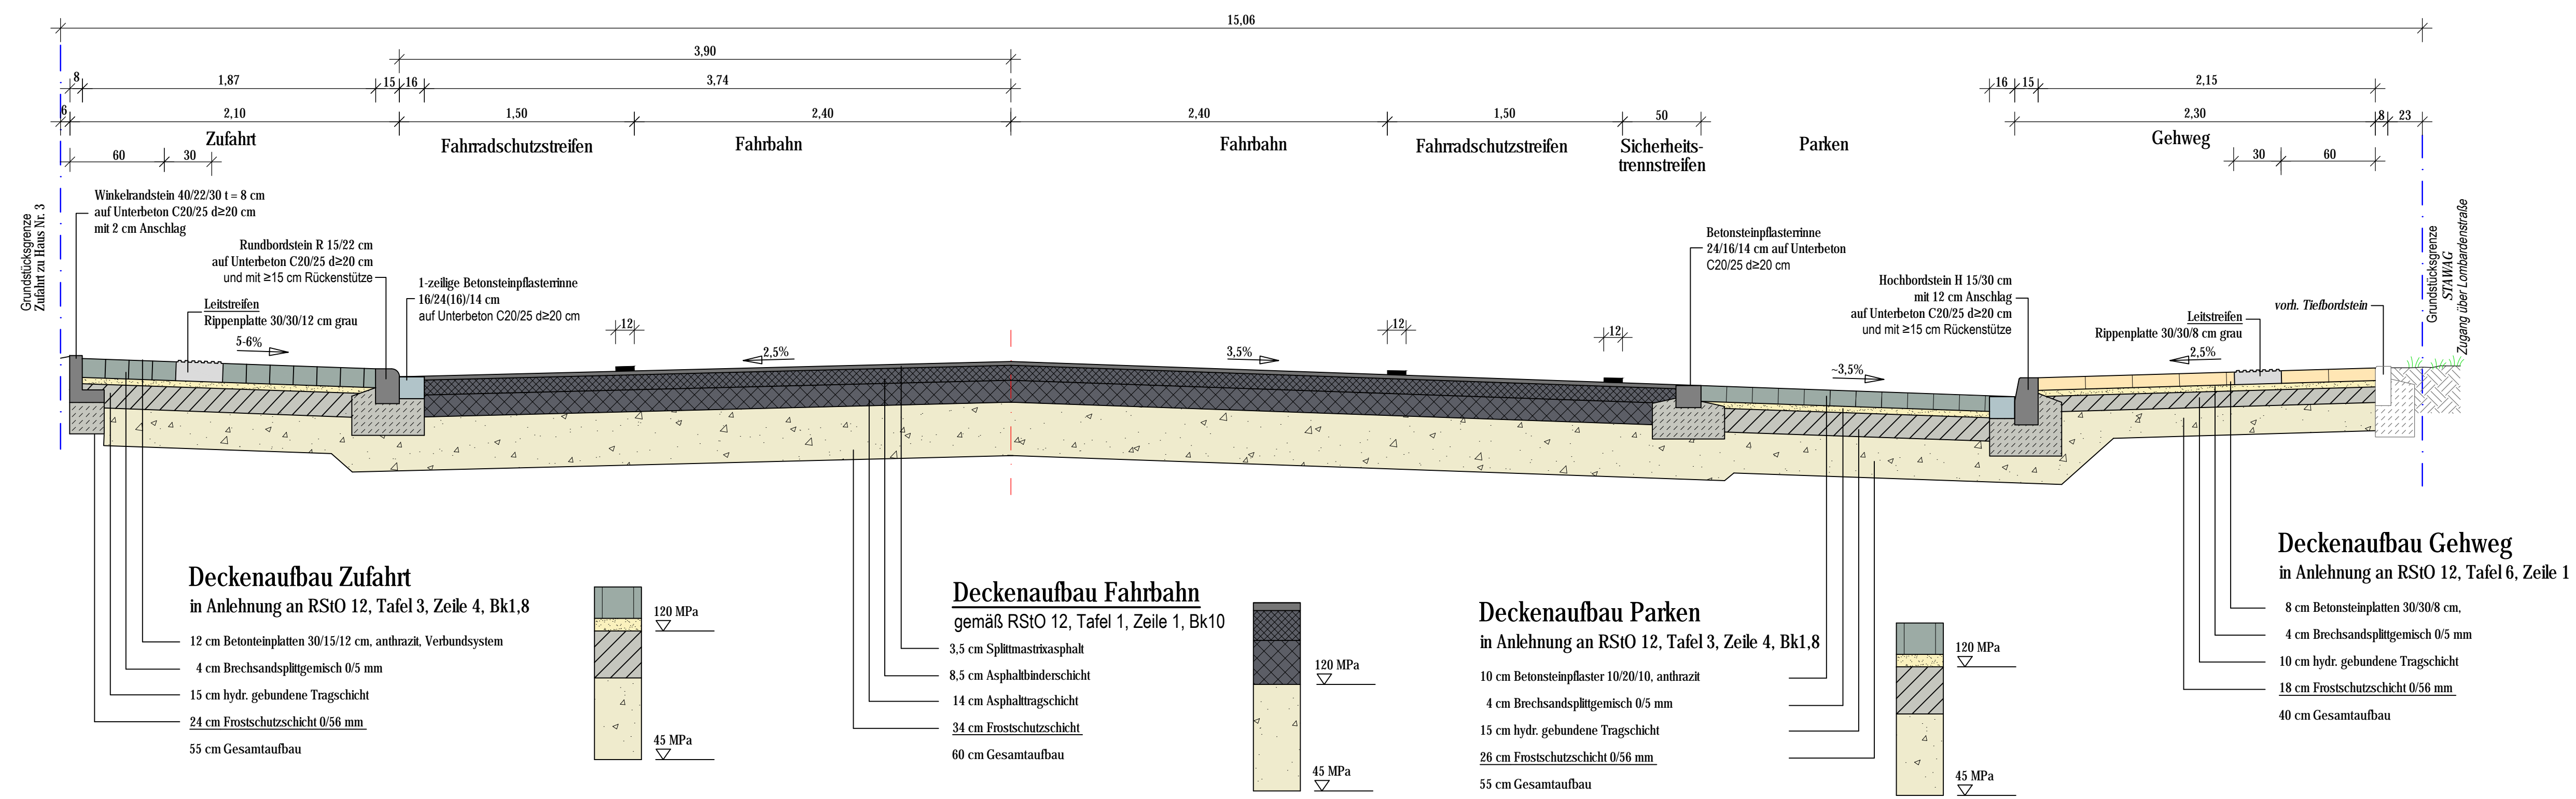 15,06
3,90
8
1,87
15
16
3,74
16
15
2,15
6
2,10
1,50
2,40
2,40
1,50
50
2,30
8
23
Zufahrt
Fahrradschutzstreifen
Fahrbahn
Fahrbahn
Fahrradschutzstreifen
Sicherheits-
trennstreifen
Parken
Gehweg
60
30
30
60
Grundstücksgrenze
Zufahrt zu Haus Nr. 3
Winkelrandstein 40/22/30 t = 8 cm
auf Unterbeton C20/25 d≥20 cm
mit 2 cm Anschlag
Rundbordstein R 15/22 cm
auf Unterbeton C20/25 d≥20 cm
und mit ≥15 cm Rückenstütze
Leitstreifen
Rippenplatte 30/30/12 cm grau
1-zeilige Betonsteinpflasterrinne
16/24(16)/14 cm
auf Unterbeton C20/25 d≥20 cm
12
12
12
Betonsteinpflasterrinne
24/16/14 cm auf Unterbeton
C20/25 d≥20 cm
Hochbordstein H 15/30 cm
mit 12 cm Anschlag
auf Unterbeton C20/25 d≥20 cm
und mit ≥15 cm Rückenstütze
vorh. Tiefbordstein
Leitstreifen
Rippenplatte 30/30/8 cm grau
Grundstücksgrenze
STAWAG
Zugang über Lombardenstraße
5-6%
2,5%
3,5%
~3,5%
2,5%
Deckenaufbau Zufahrt
in Anlehnung an RStO 12, Tafel 3, Zeile 4, Bk1,8
12 cm Betonteinplatten 30/15/12 cm, anthrazit, Verbundsystem
4 cm Brechsandsplittgemisch 0/5 mm
15 cm hydr. gebundene Tragschicht
24 cm Frostschutzschicht 0/56 mm
55 cm Gesamtaufbau
120 MPa
45 MPa
Deckenaufbau Fahrbahn
gemäß RStO 12, Tafel 1, Zeile 1, Bk10
3,5 cm Splittmastrixasphalt
8,5 cm Asphaltbinderschicht
14 cm Asphalttragschicht
34 cm Frostschutzschicht
60 cm Gesamtaufbau
120 MPa
45 MPa
Deckenaufbau Parken
in Anlehnung an RStO 12, Tafel 3, Zeile 4, Bk1,8
10 cm Betonsteinpflaster 10/20/10, anthrazit
4 cm Brechsandsplittgemisch 0/5 mm
15 cm hydr. gebundene Tragschicht
26 cm Frostschutzschicht 0/56 mm
55 cm Gesamtaufbau
120 MPa
45 MPa
Deckenaufbau Gehweg
in Anlehnung an RStO 12, Tafel 6, Zeile 1
8 cm Betonsteinplatten 30/30/8 cm,
4 cm Brechsandsplittgemisch 0/5 mm
10 cm hydr. gebundene Tragschicht
18 cm Frostschutzschicht 0/56 mm
40 cm Gesamtaufbau